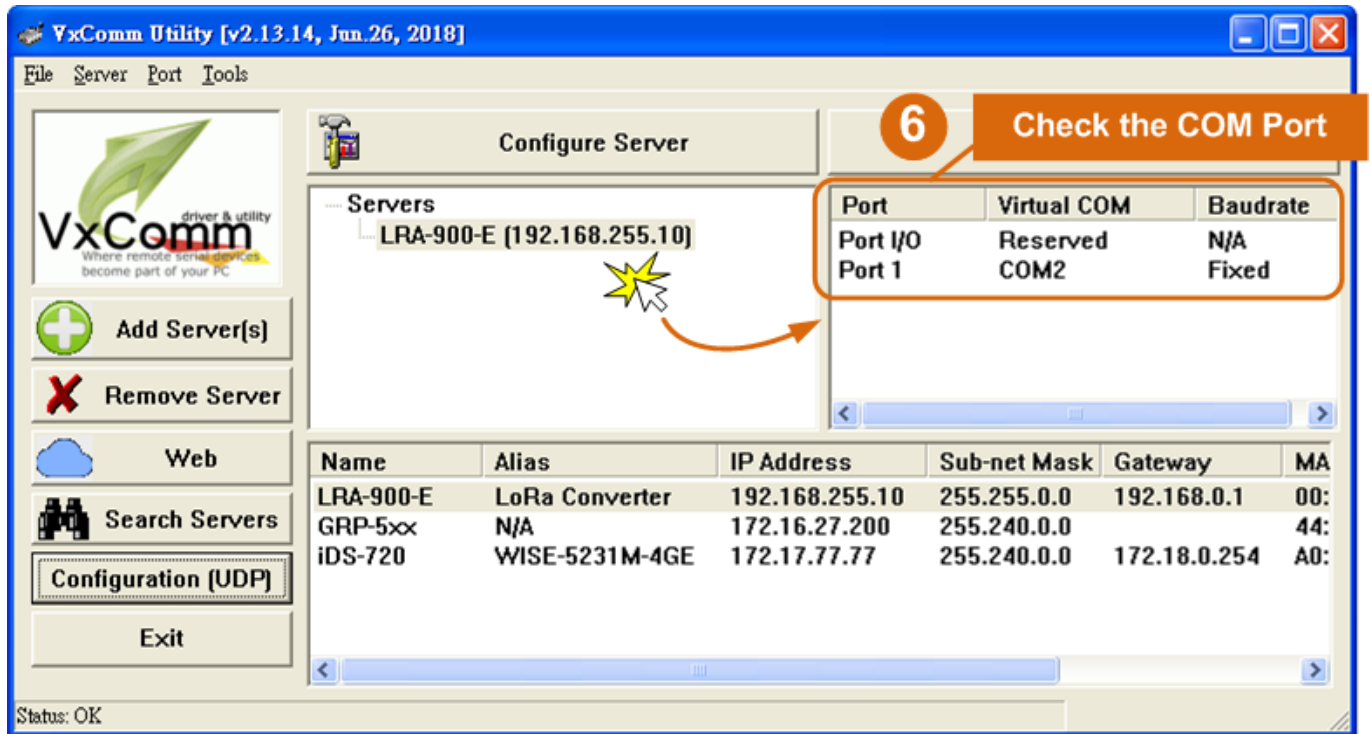 VxComm Utility [v2.13.14, Jun.26, 2018]
File Server Port Tools
VxComm
driver & utility
Where remote serial devices
become part of your PC
Add Server(s)
Remove Server
Web
Search Servers
Configuration (UDP)
Exit
Configure Server
6 Check the COM Port
Servers
LRA-900-E (192.168.255.10)
Port Virtual COM Baudrate
Port I/O Reserved N/A
Port 1 COM2 Fixed
Name Alias IP Address Sub-net Mask Gateway MA
LRA-900-E LoRa Converter 192.168.255.10 255.255.0.0 192.168.0.1 00:
GRP-5xx N/A 172.16.27.200 255.240.0.0 44:
iDS-720 WISE-5231M-4GE 172.17.77.77 255.240.0.0 172.18.0.254 A0:
Status: OK